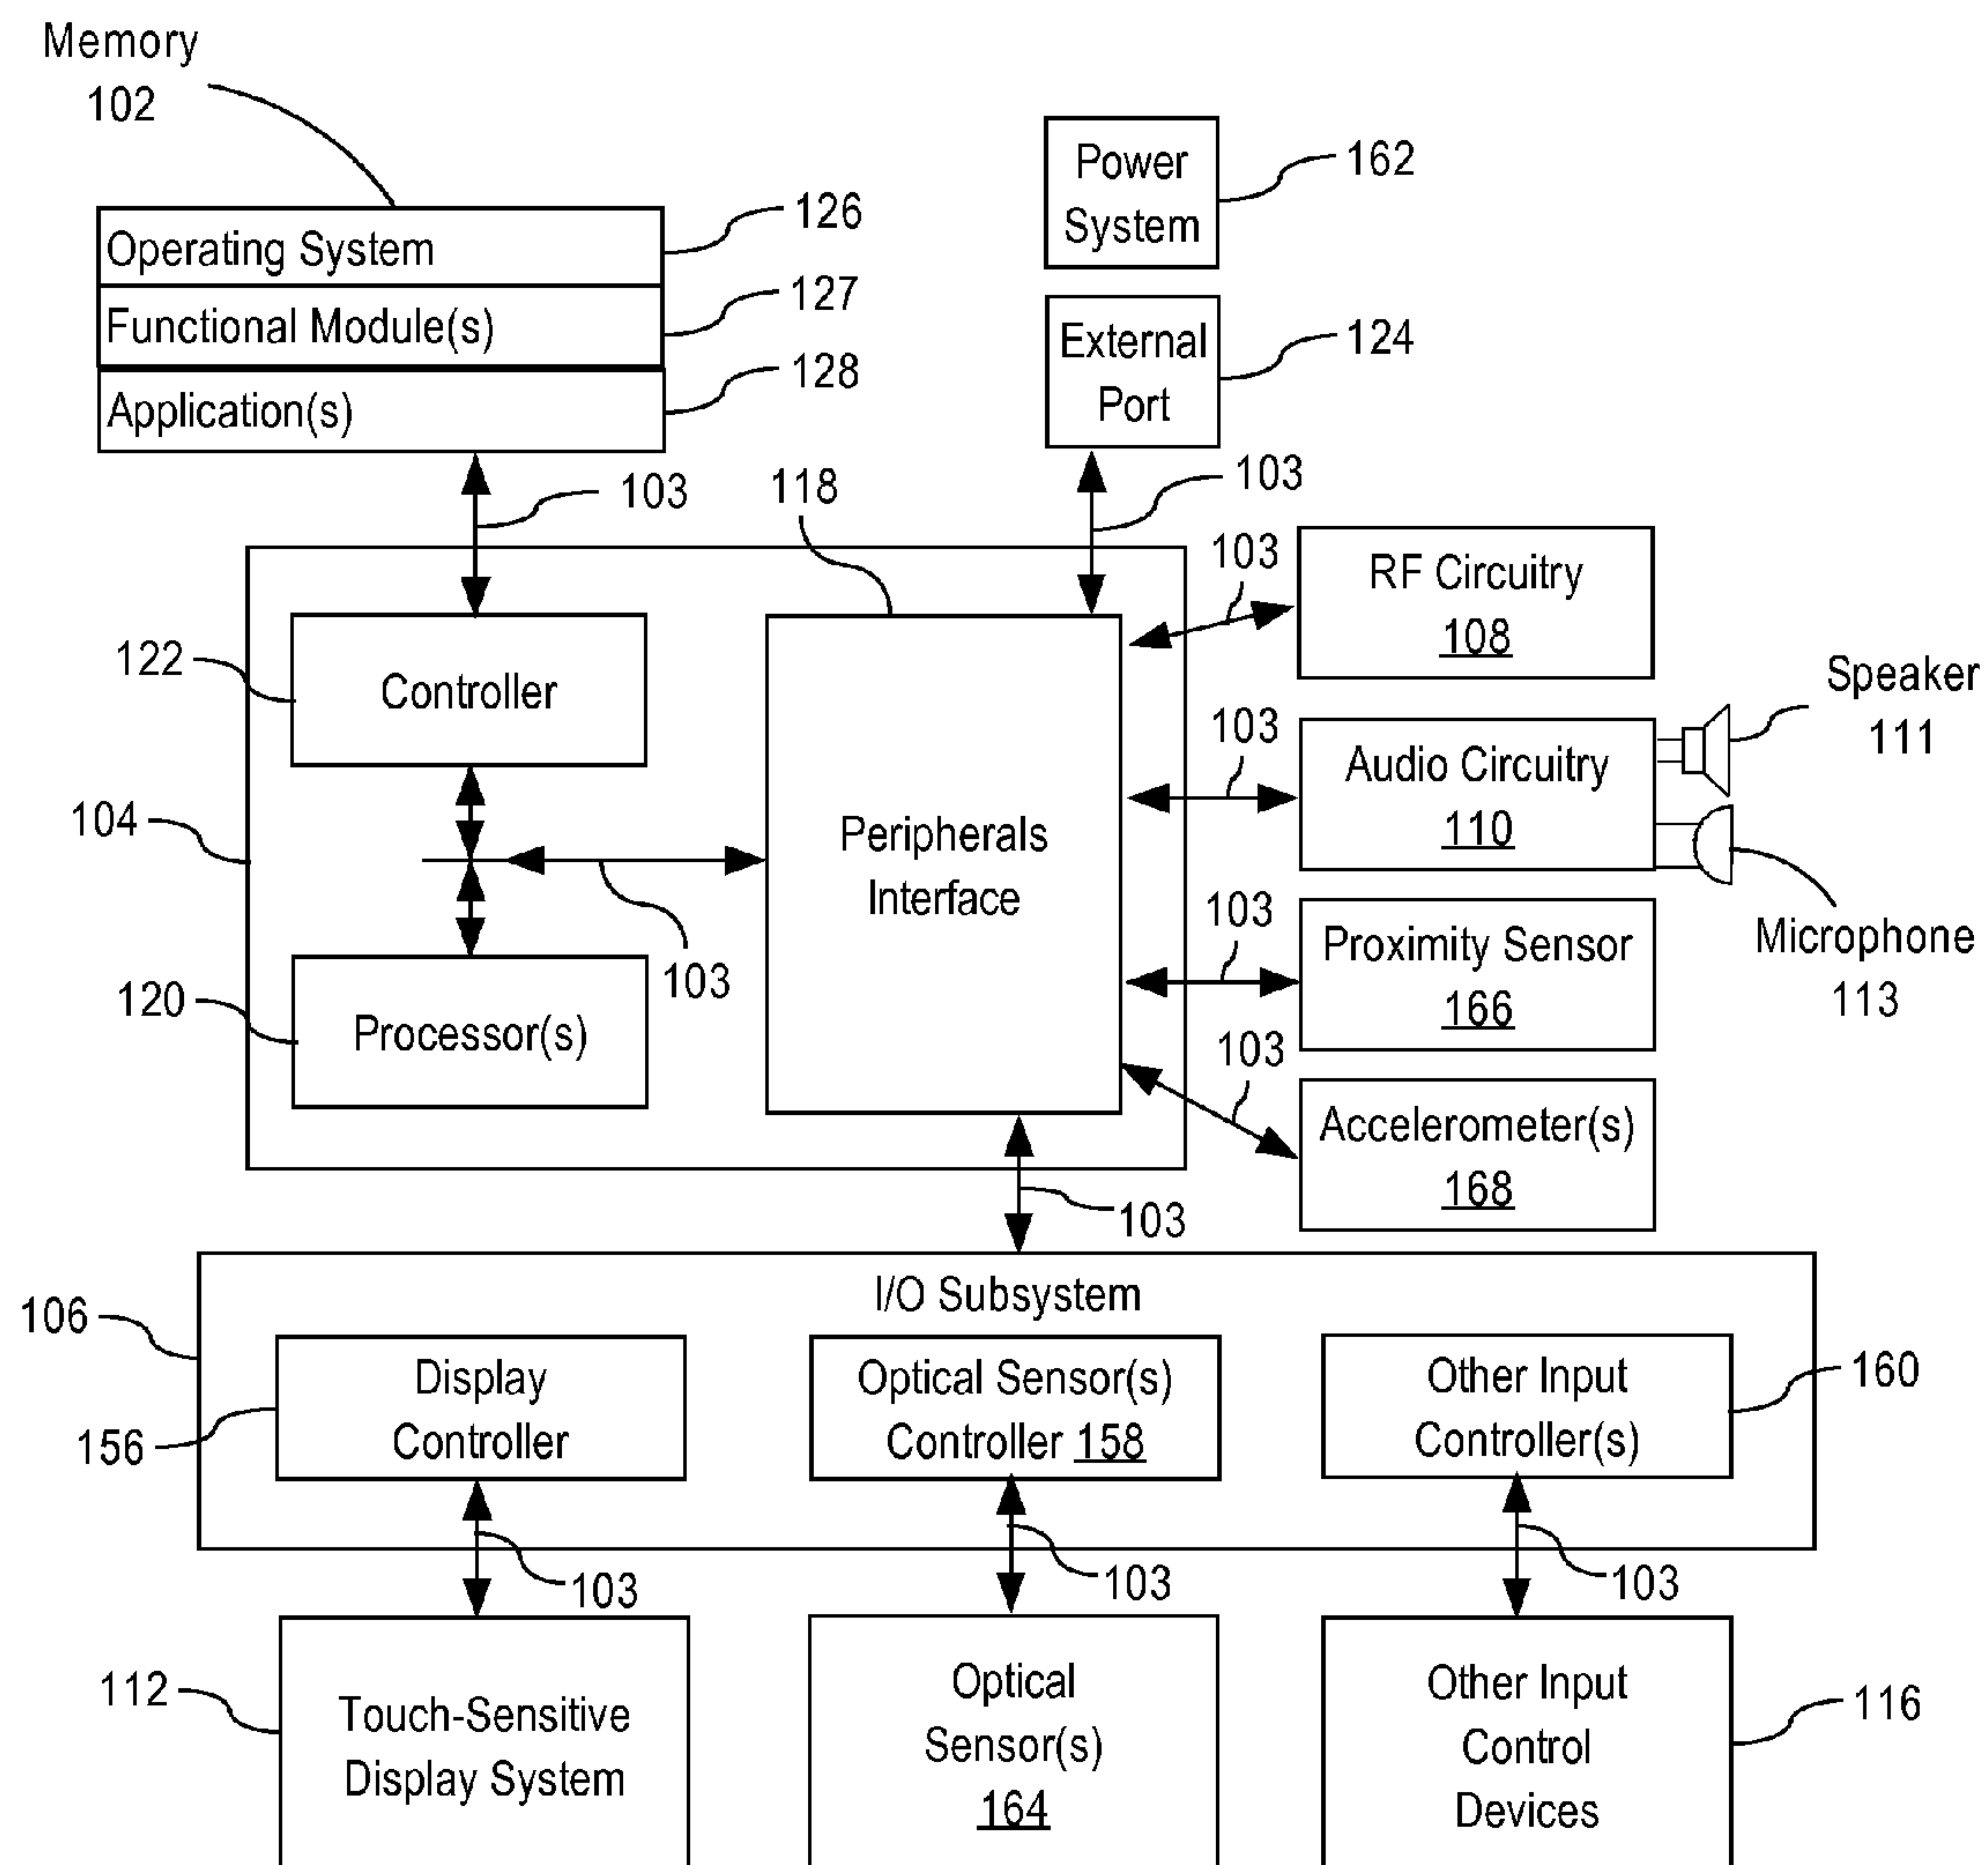 Memory
102
Power
System
162
Operating System
126
Functional Module(s)
127
Application(s)
128
External
Port
124
103
118
103
103
RF Circuitry
108
122
Controller
Speaker
111
103
Audio Circuitry
110
104
Peripherals
Interface
103
103
Proximity Sensor
166
Microphone
113
120
Processor(s)
103
Accelerometer(s)
168
103
I/O Subsystem
106
Display
Controller
156
Optical Sensor(s)
Controller 158
Other Input
Controller(s)
160
103
103
103
112
Touch-Sensitive
Display System
Optical
Sensor(s)
164
Other Input
Control
Devices
116